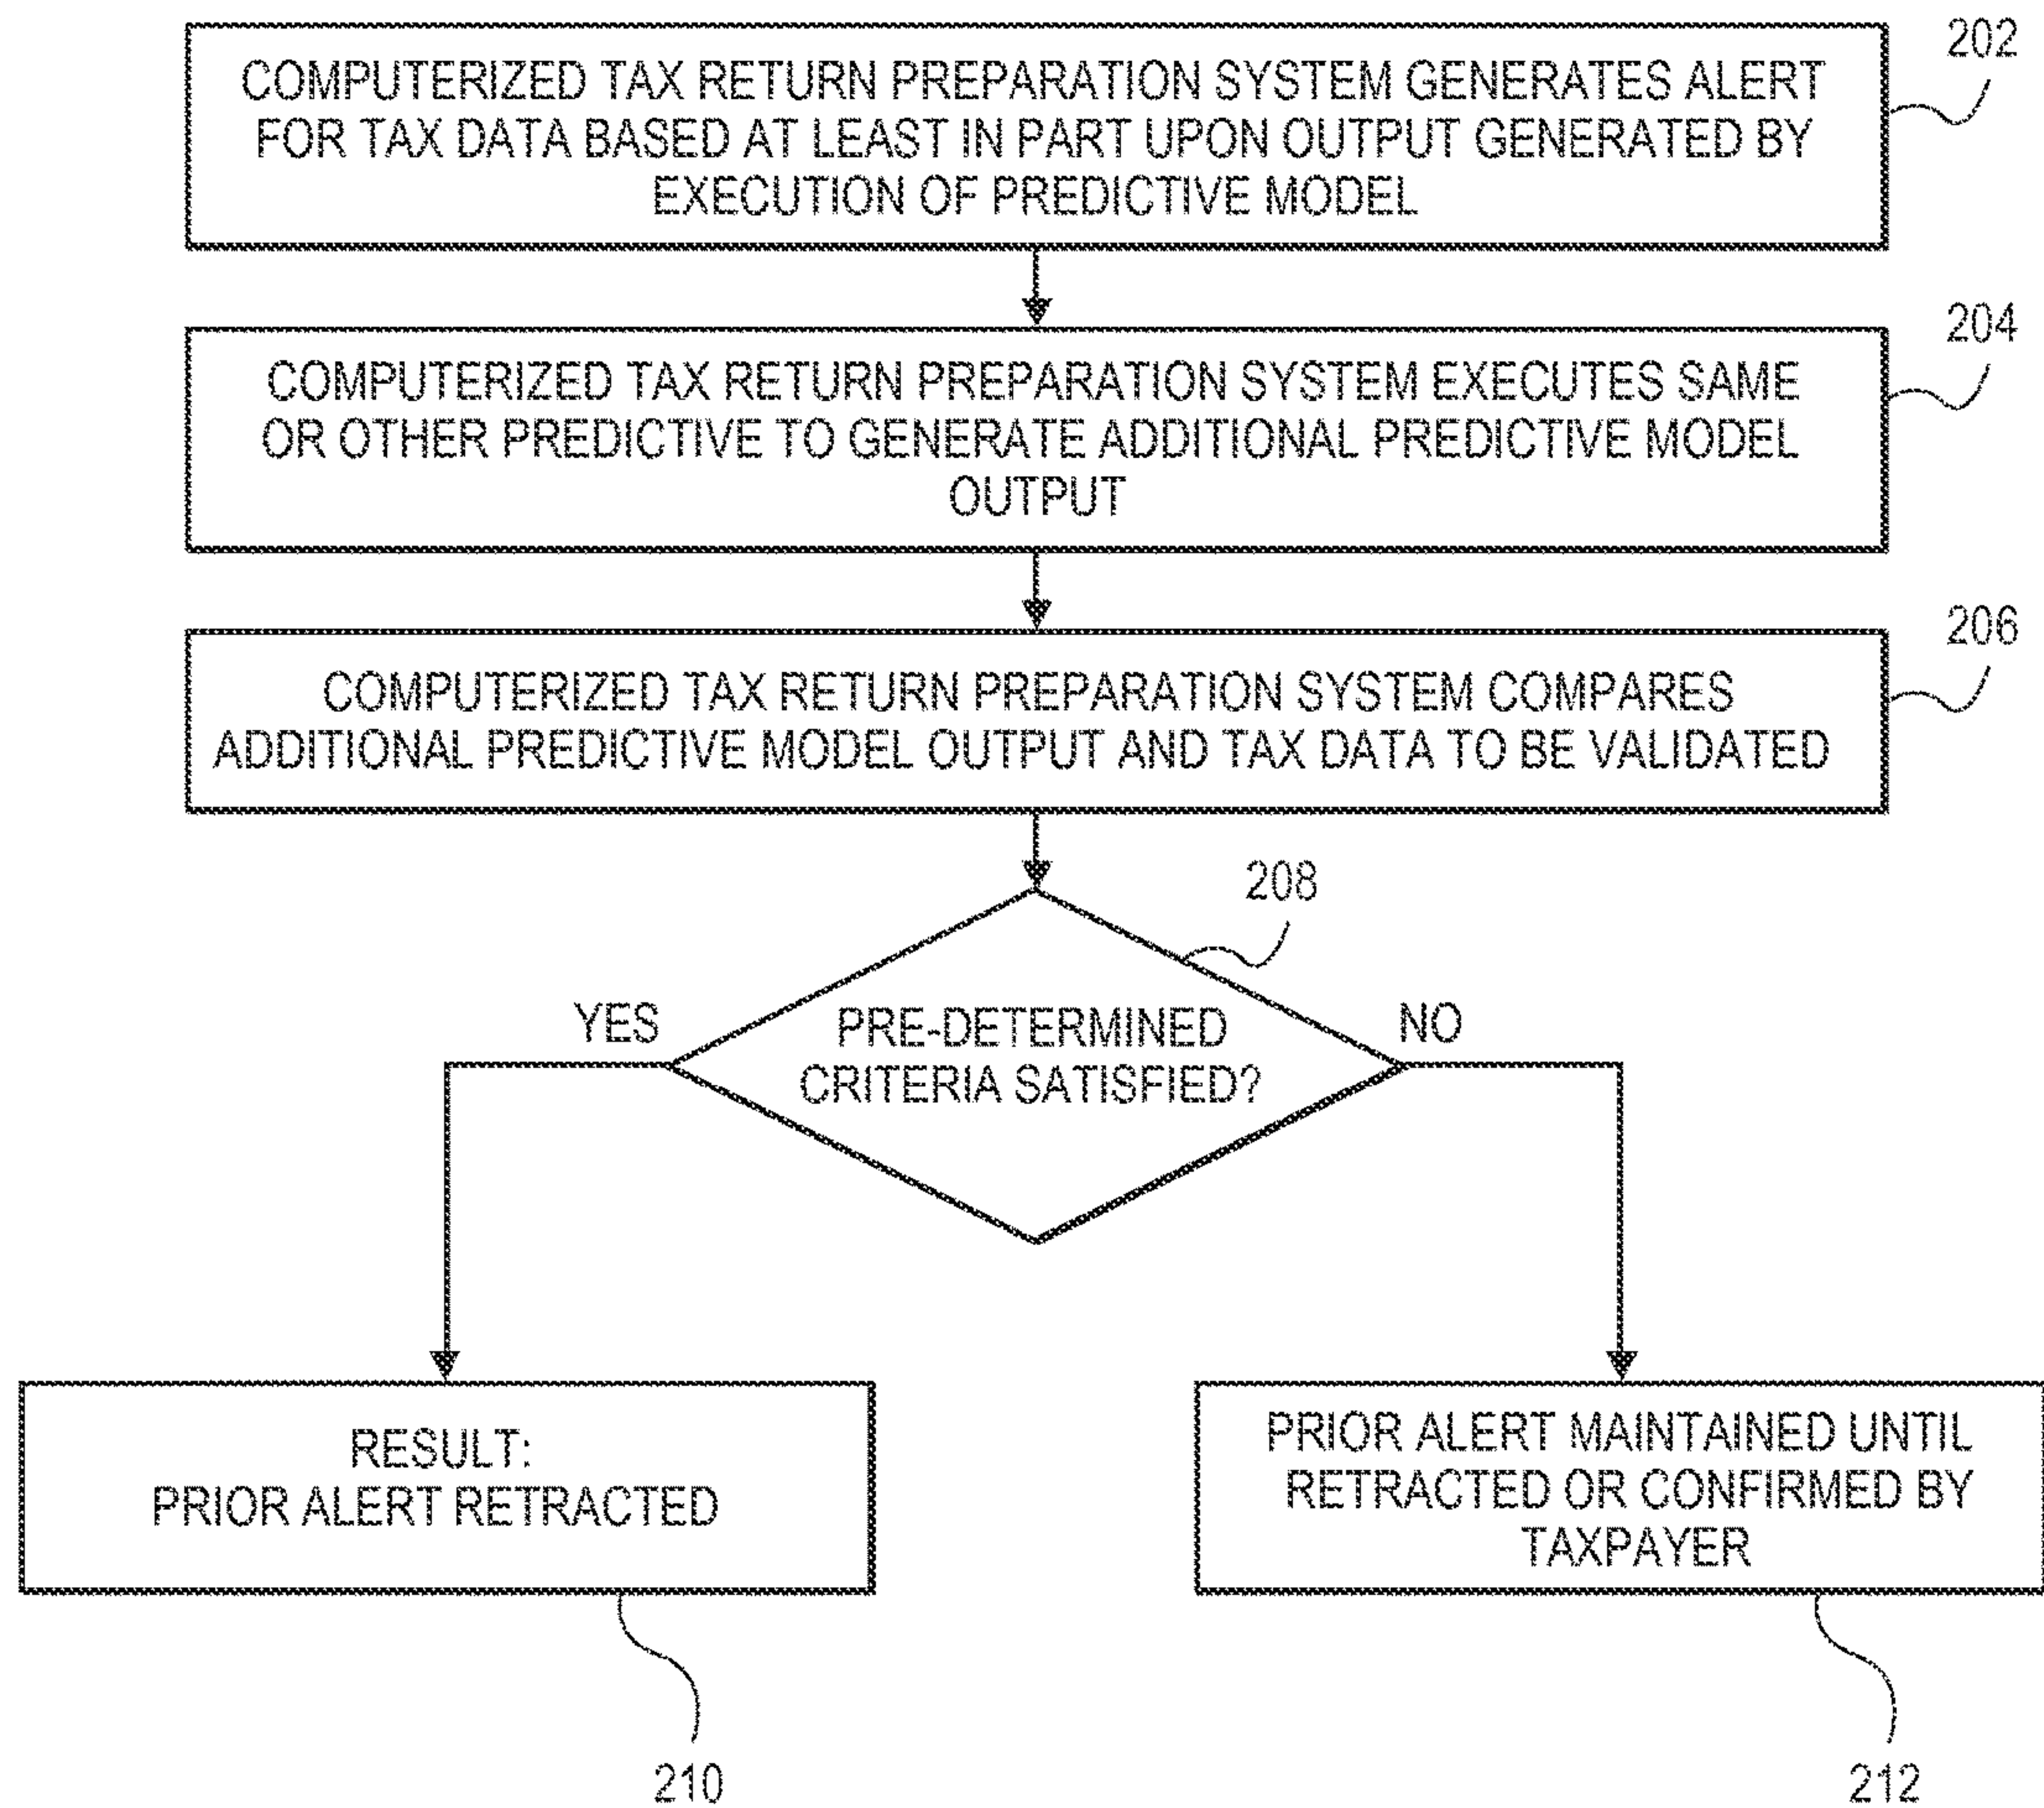 202
COMPUTERIZED TAX RETURN PREPARATION SYSTEM GENERATES ALERT
FOR TAX DATA BASED AT LEAST IN PART UPON OUTPUT GENERATED BY
EXECUTION OF PREDICTIVE MODEL
204
COMPUTERIZED TAX RETURN PREPARATION SYSTEM EXECUTES SAME
OR OTHER PREDICTIVE TO GENERATE ADDITIONAL PREDICTIVE MODEL
OUTPUT
206
COMPUTERIZED TAX RETURN PREPARATION SYSTEM COMPARES
ADDITIONAL PREDICTIVE MODEL OUTPUT AND TAX DATA TO BE VALIDATED
208
YES
PRE-DETERMINED
CRITERIA SATISFIED?
NO
RESULT:
PRIOR ALERT RETRACTED
PRIOR ALERT MAINTAINED UNTIL
RETRACTED OR CONFIRMED BY
TAXPAYER
210
212